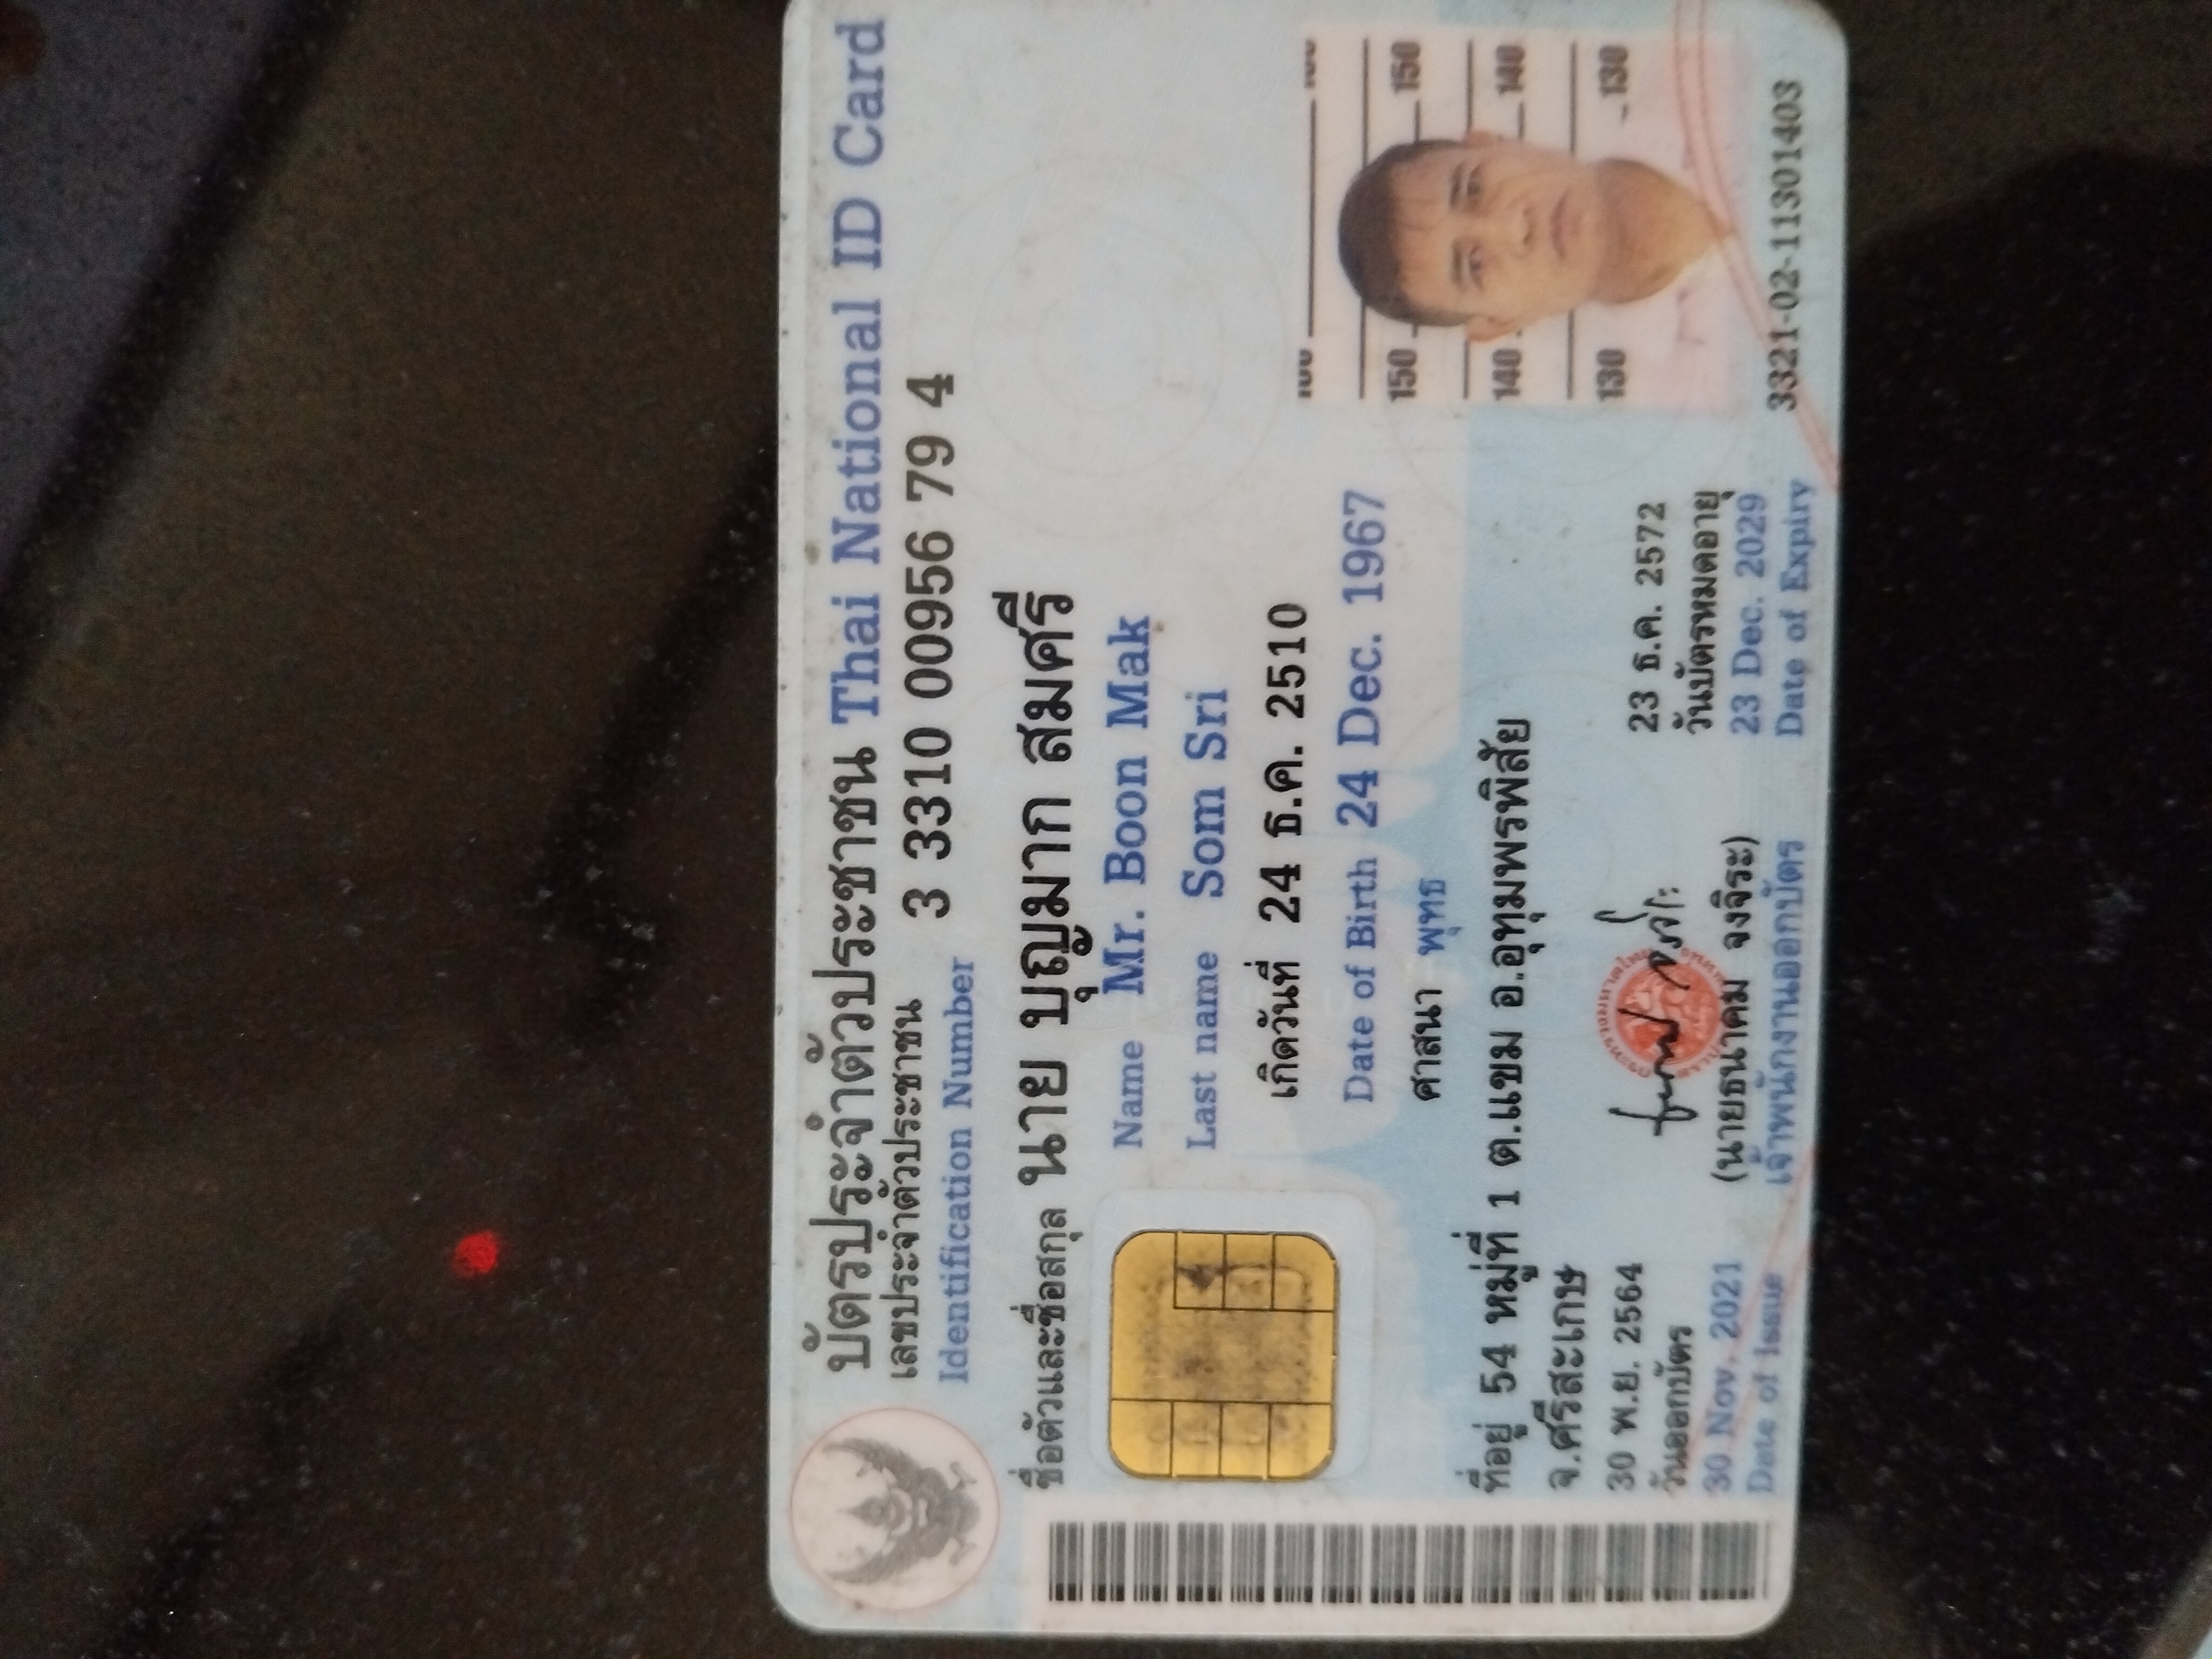 บัตรประจำตัวประชาชน Thai National ID Card
เลขประจำตัวประชาชน 3 3310 00956 79 4
Identification Number
ชื่อตัวและชื่อสกุล นาย บุญมาก สมศรี
Name Mr. Boon Mak
Last name Som Sri
เกิดวันที่ 24 ธ.ค. 2510
Date of Birth 24 Dec. 1967
ศาสนา พุทธ
ที่อยู่ 54 หมู่ที่ 1 ต.แขม อ.อุทุมพรพิสัย
จ.ศรีสะเกษ
30 พ.ย. 2564
วันออกบัตร
30 Nov. 2021
Date of Issue
(นายธนาคม จงจิระ)
เจ้าพนักงานออกบัตร
23 ธ.ค. 2572
วันบัตรหมดอายุ
23 Dec. 2029
Date of Expiry
150 150
140 140
130 130
3321-02-11301403